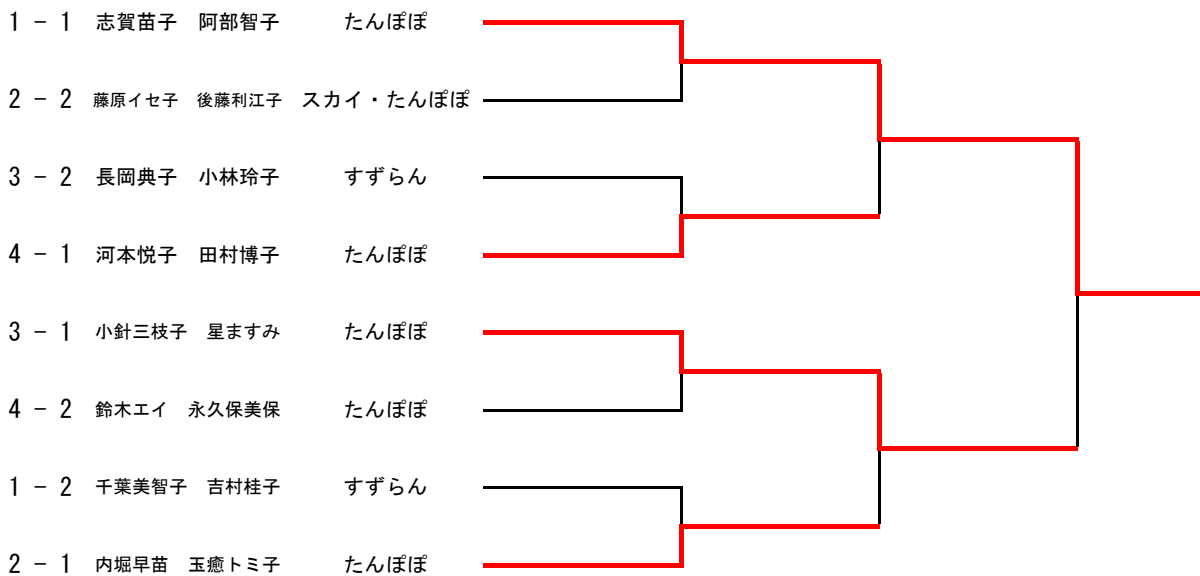 1 － 1 志賀苗子 阿部智子 たんぽぽ
2 － 2 藤原イセ子 後藤利江子 スカイ・たんぽぽ
3 － 2 長岡典子 小林玲子 すずらん
4 － 1 河本悦子 田村博子 たんぽぽ
3 － 1 小針三枝子 星ますみ たんぽぽ
4 － 2 鈴木エイ 永久保美保 たんぽぽ
1 － 2 千葉美智子 吉村桂子 すずらん
2 － 1 内堀早苗 玉癒トミ子 たんぽぽ